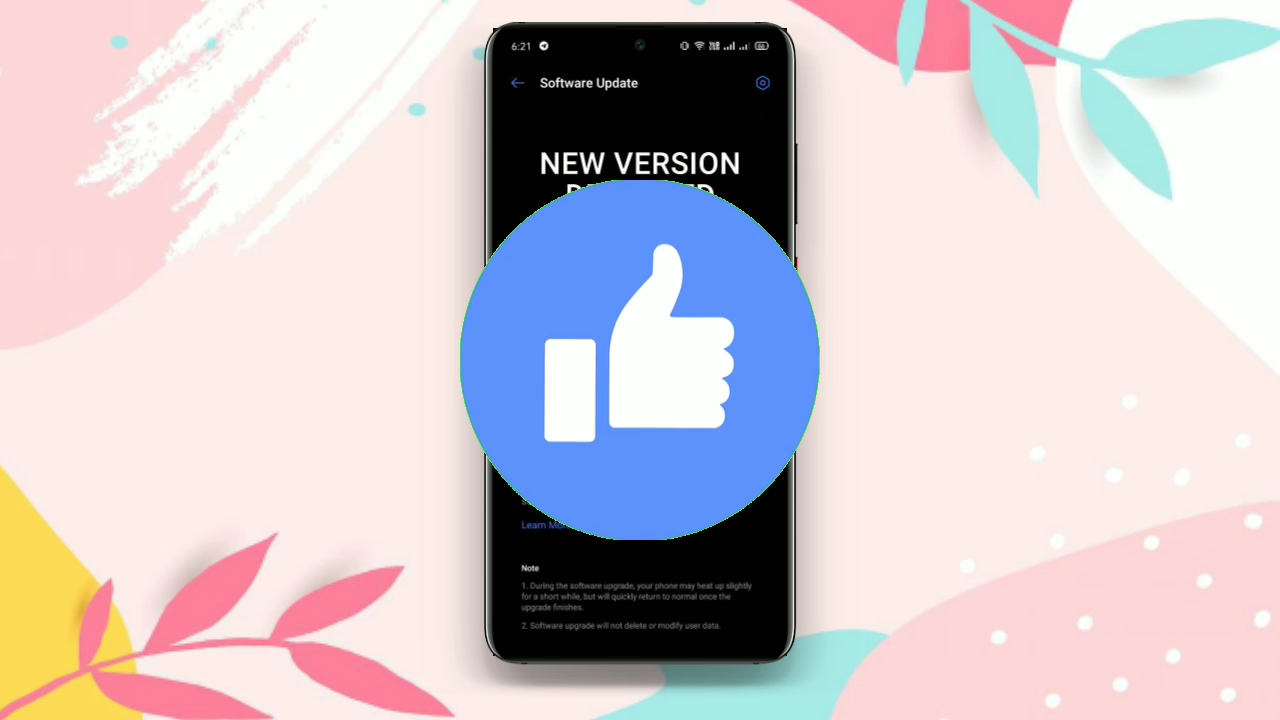 6:21
Software Update
NEW VERSION
Learn
Note
1. During the software upgrade, your phone may heat up slightly
for a short while, but will quickly return to normal once the
upgrade finishes.
2. Software upgrade will not delete or modify user data.